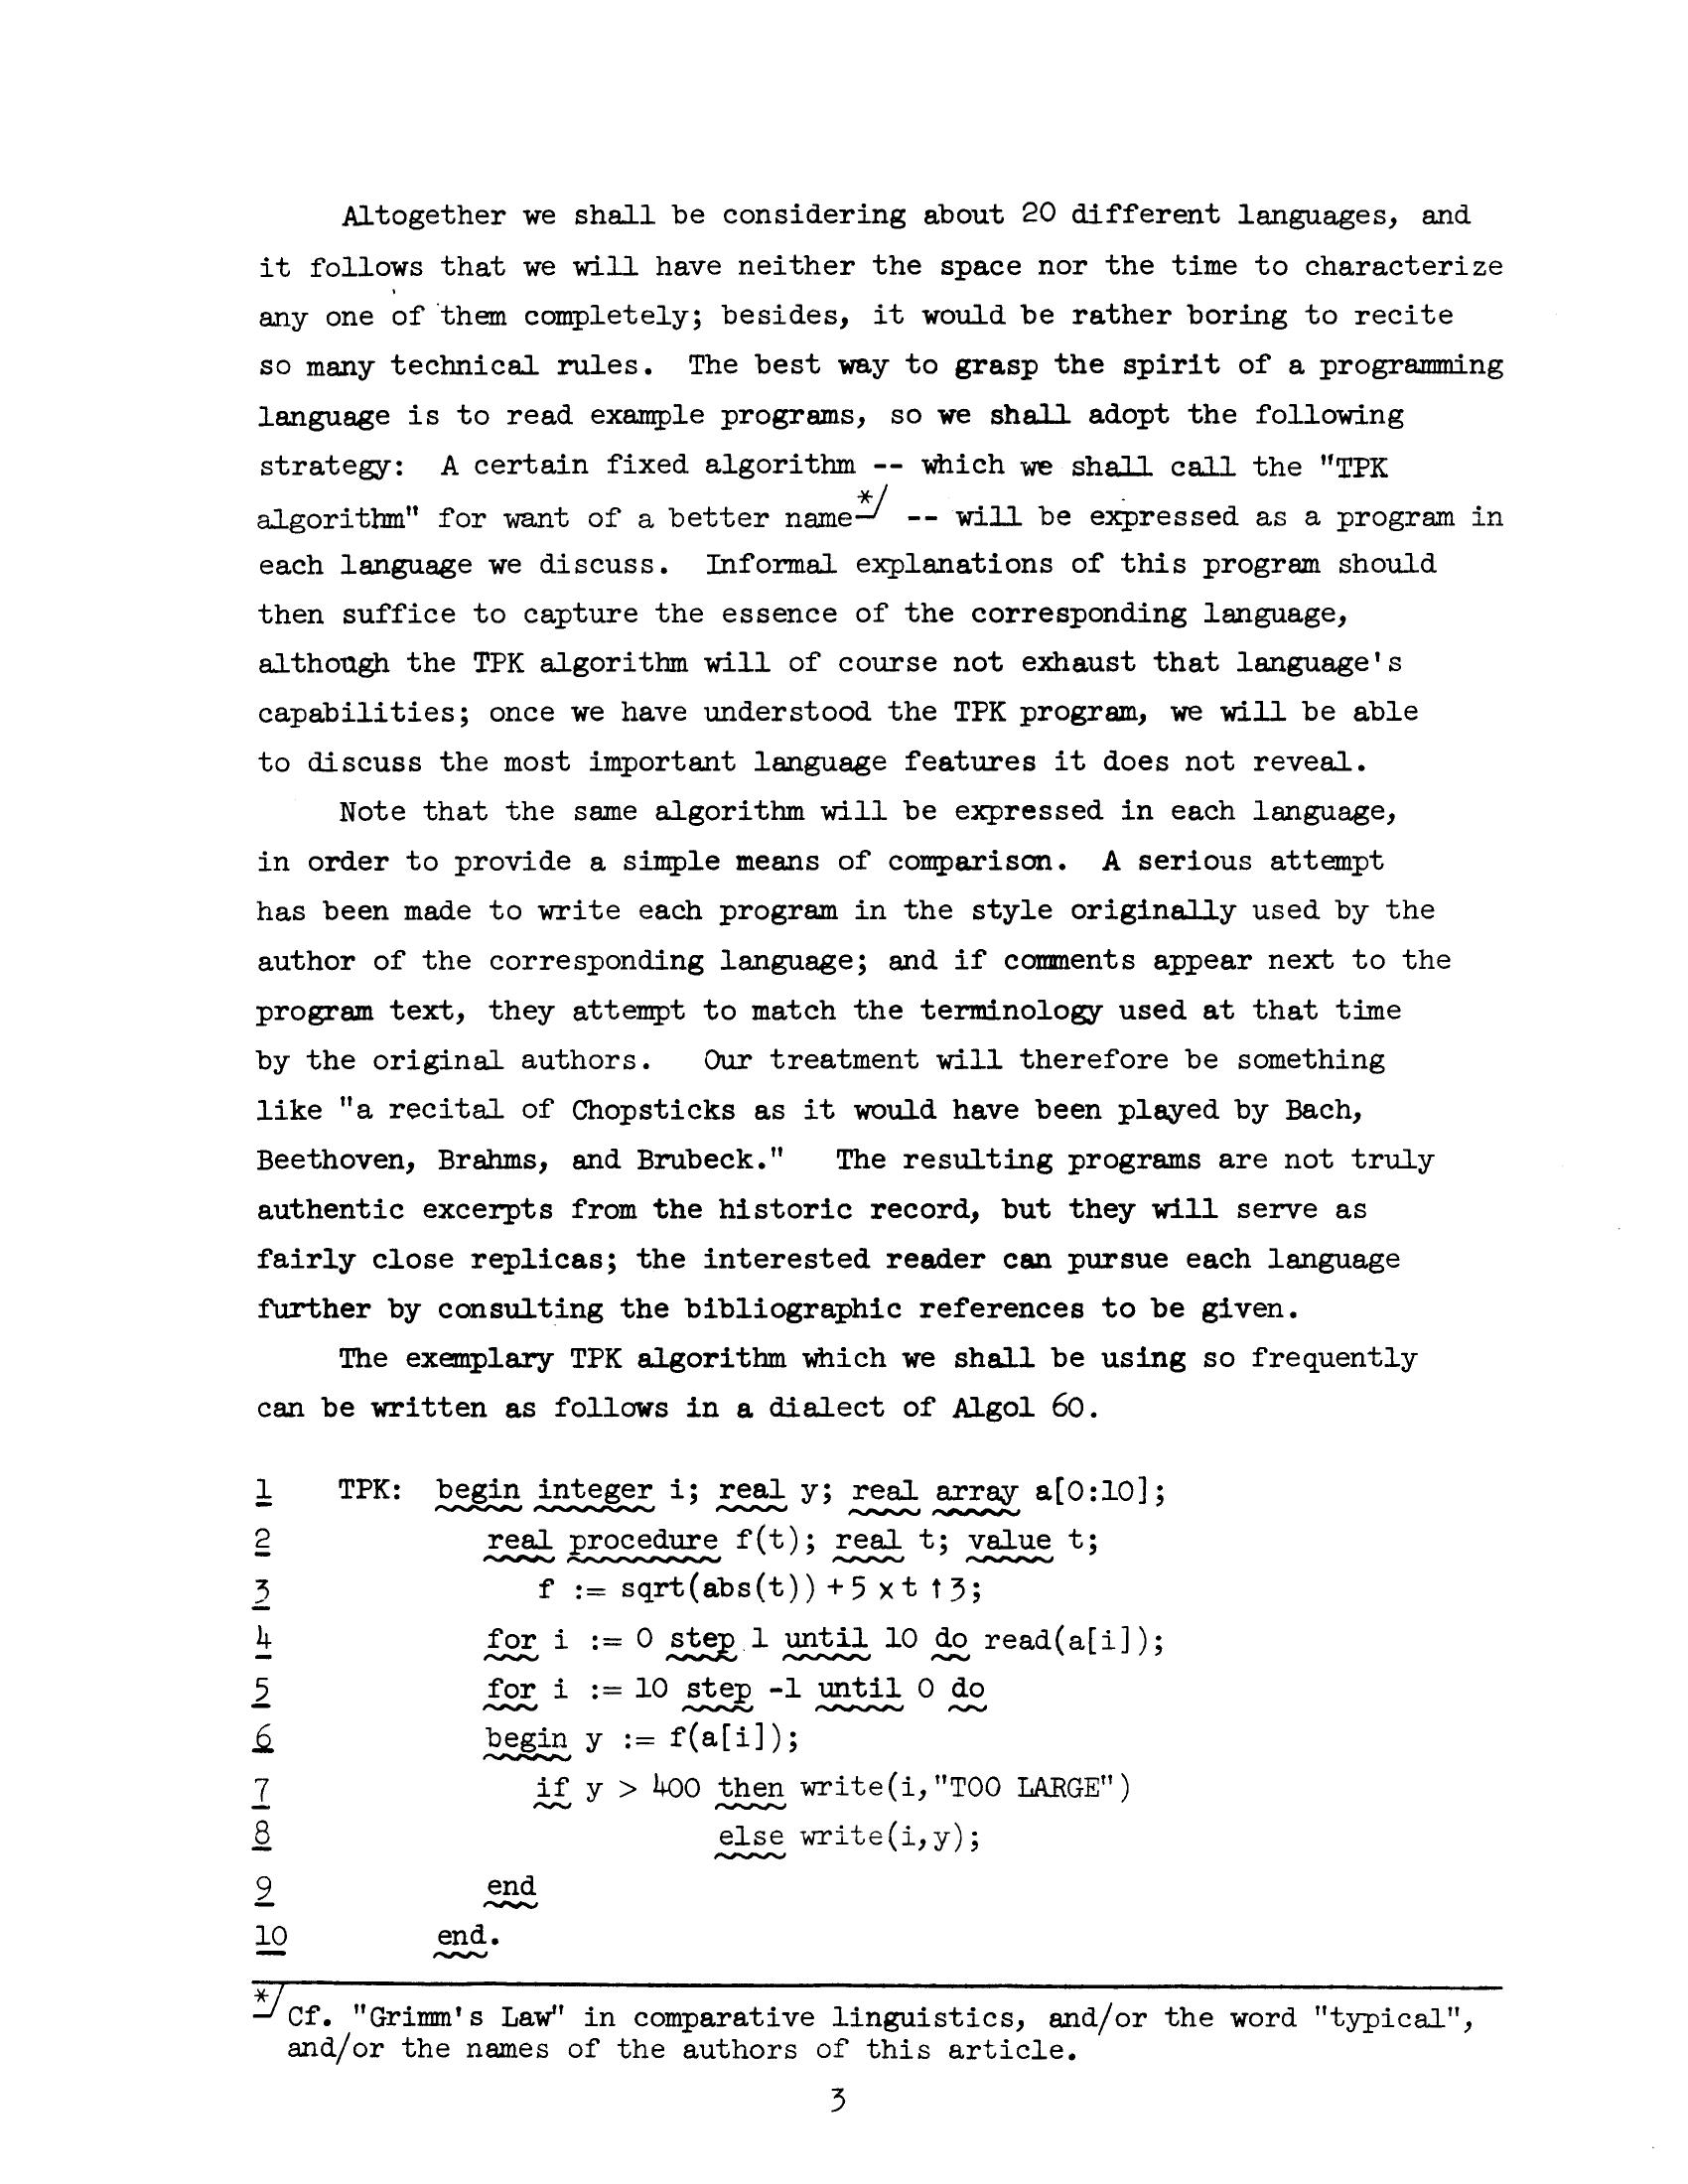 Altogether we shall be considering about 20 different languages, and
it follows that we will have neither the space nor the time to characterize
any one of them completely; besides, it would be rather boring to recite
so many technical rules. The best way to grasp the spirit of a programming
language is to read example programs, so we shall adopt the following
strategy: A certain fixed algorithm -- which we shall call the "TPK
algorithm" for want of a better name*/ -- will be expressed as a program in
each language we discuss. Informal explanations of this program should
then suffice to capture the essence of the corresponding language,
although the TPK algorithm will of course not exhaust that language's
capabilities; once we have understood the TPK program, we will be able
to discuss the most important language features it does not reveal.
Note that the same algorithm will be expressed in each language,
in order to provide a simple means of comparison. A serious attempt
has been made to write each program in the style originally used by the
author of the corresponding language; and if comments appear next to the
program text, they attempt to match the terminology used at that time
by the original authors. Our treatment will therefore be something
like "a recital of Chopsticks as it would have been played by Bach,
Beethoven, Brahms, and Brubeck." The resulting programs are not truly
authentic excerpts from the historic record, but they will serve as
fairly close replicas; the interested reader can pursue each language
further by consulting the bibliographic references to be given.
The exemplary TPK algorithm which we shall be using so frequently
can be written as follows in a dialect of Algol 60.
1 TPK: begin integer i; real y; real array a[0:10];
2 real procedure f(t); real t; value t;
3 f := sqrt(abs(t)) + 5 × t ↑ 3;
4 for i := 0 step 1 until 10 do read(a[i]);
5 for i := 10 step -1 until 0 do
6 begin y := f(a[i]);
7 if y > 400 then write(i,"TOO LARGE")
8 else write(i,y);
9 end
10 end.
*/ Cf. "Grimm's Law" in comparative linguistics, and/or the word "typical",
and/or the names of the authors of this article.
3